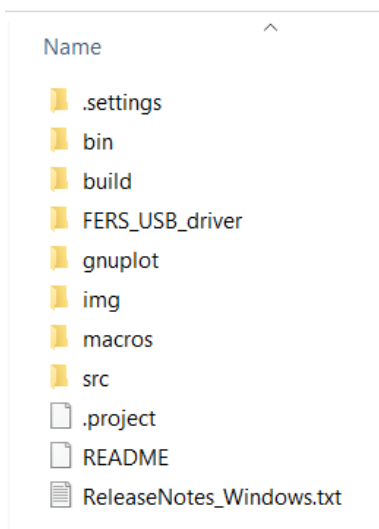 Name
.settings
bin
build
FERS_USB_driver
gnuplot
img
macros
src
.project
README
ReleaseNotes_Windows.txt